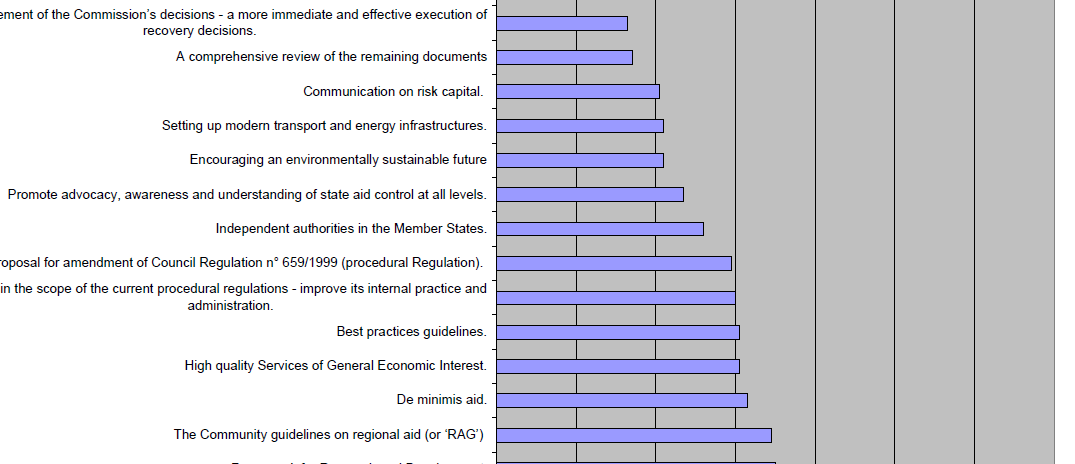 ement of the Commission's decisions - a more immediate and effective execution of
recovery decisions.
A comprehensive review of the remaining documents
Communication on risk capital.
Setting up modern transport and energy infrastructures.
Encouraging an environmentally sustainable future
Promote advocacy, awareness and understanding of state aid control at all levels.
Independent authorities in the Member States.
roposal for amendment of Council Regulation n° 659/1999 (procedural Regulation).
in the scope of the current procedural regulations - improve its internal practice and
administration.
Best practices guidelines.
High quality Services of General Economic Interest.
De minimis aid.
The Community guidelines on regional aid (or ‘RAG’)